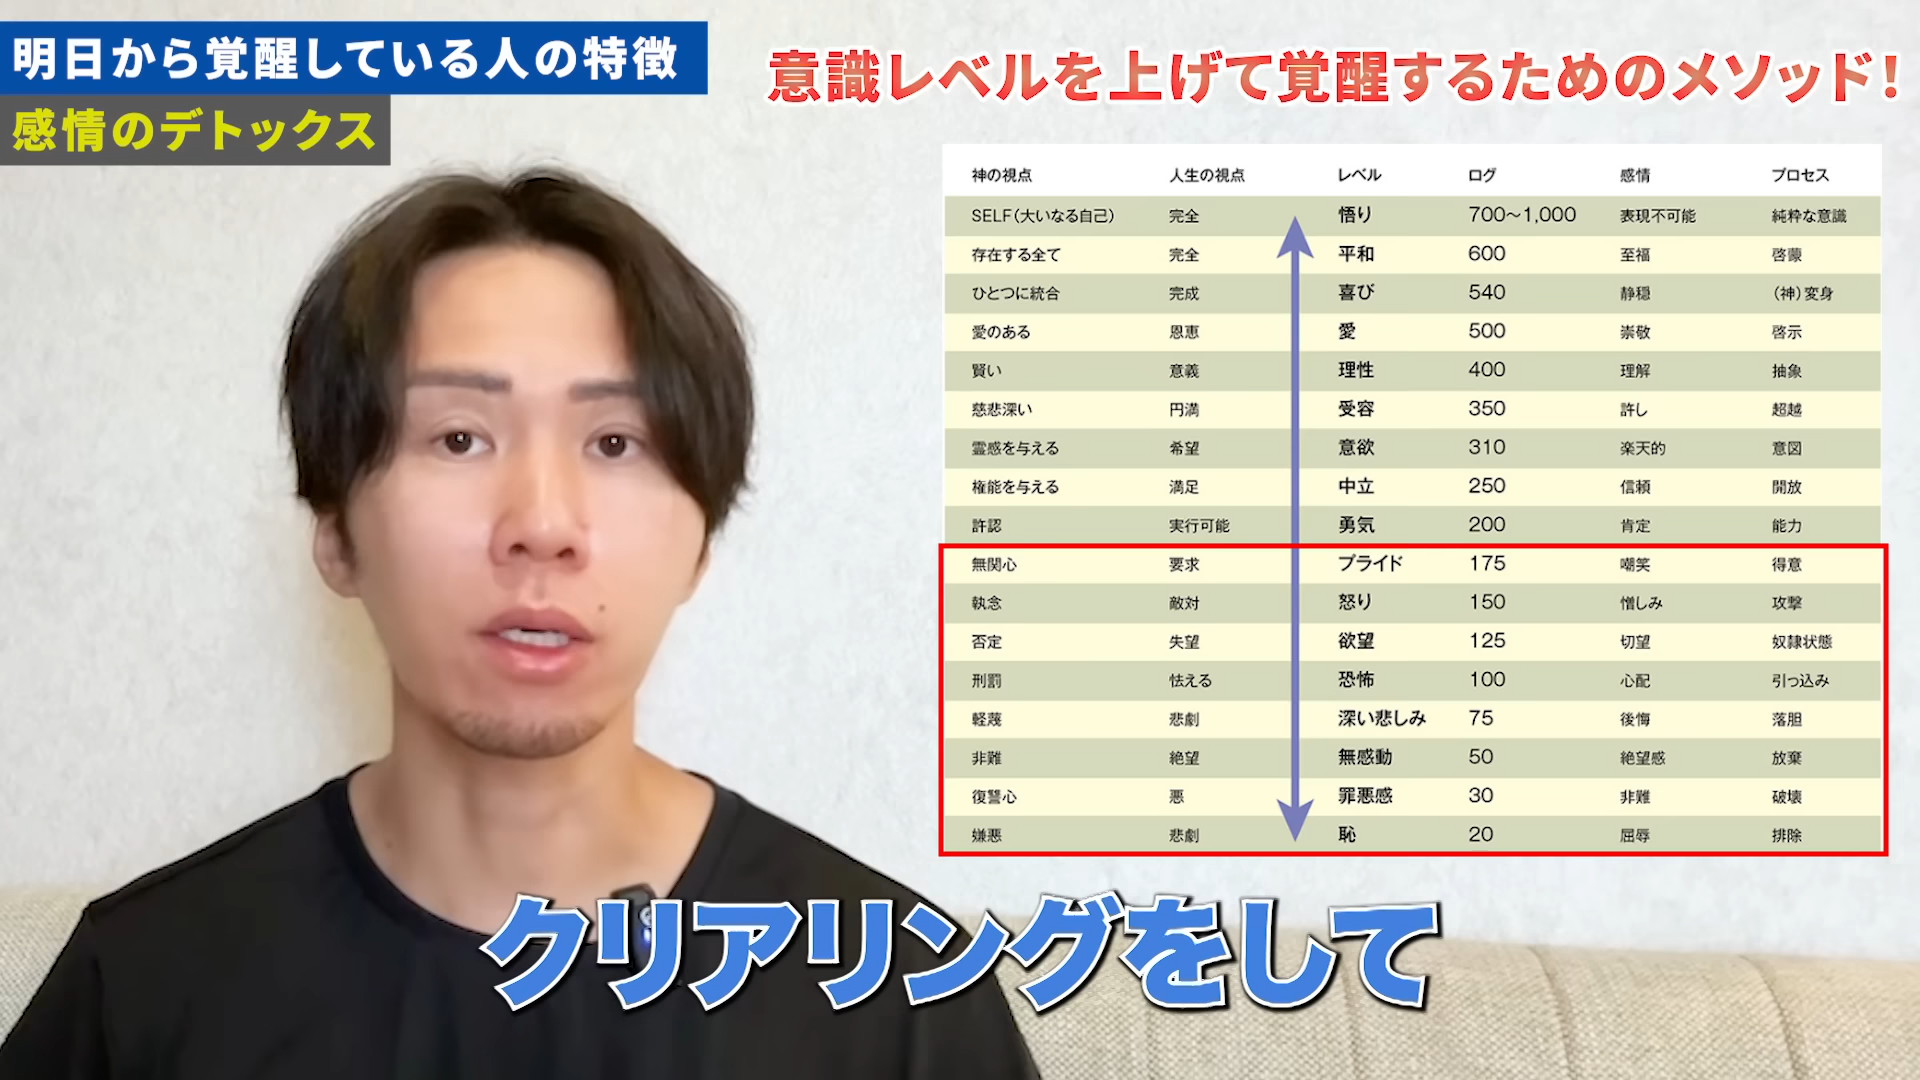 明日から覚醒している人の特徴
感情のデトックス
意識レベルを上げて覚醒するためのメソッド!
神の視点 人生の視点 レベル ログ 感情 プロセス
SELF(大いなる自己) 完全 悟り 700~1,000 表現不可能 純粋な意識
存在する全て 完全 平和 600 至福 啓蒙
ひとつに統合 完成 喜び 540 静穏 (神)変身
愛のある 恩恵 愛 500 崇敬 啓示
賢い 意義 理性 400 理解 抽象
慈悲深い 円満 受容 350 許し 超越
霊感を与える 希望 意欲 310 楽天的 意図
権能を与える 満足 中立 250 信頼 開放
許認 実行可能 勇気 200 肯定 能力
無関心 要求 プライド 175 嘲笑 得意
執念 敵対 怒り 150 憎しみ 攻撃
否定 失望 欲望 125 切望 奴隷状態
刑罰 怯える 恐怖 100 心配 引っ込み
軽蔑 悲劇 深い悲しみ 75 後悔 落胆
非難 絶望 無感動 50 絶望感 放棄
復讐心 悪 罪悪感 30 非難 破壊
嫌悪 悲劇 恥 20 屈辱 排除
クリアリングをして